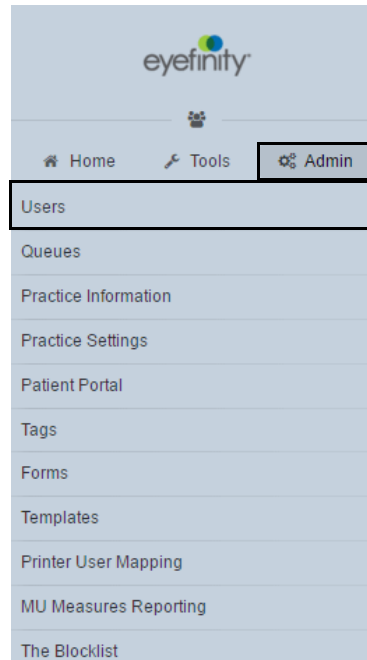 eyefinity
Home Tools Admin
Users
Queues
Practice Information
Practice Settings
Patient Portal
Tags
Forms
Templates
Printer User Mapping
MU Measures Reporting
The Blocklist